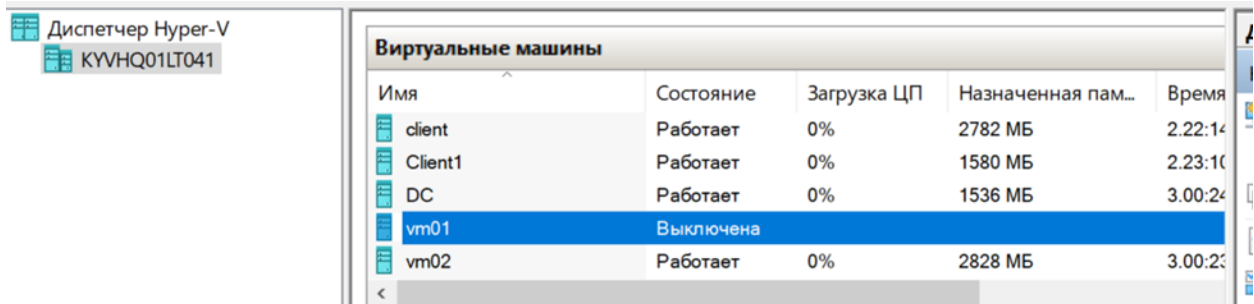 Диспетчер Hyper-V
KYVHQ01LT041
Виртуальные машины
Имя Состояние Загрузка ЦП Назначенная пам... Время
client Работает 0% 2782 МБ 2.22:14
Client1 Работает 0% 1580 МБ 2.23:10
DC Работает 0% 1536 МБ 3.00:24
vm01 Выключена
vm02 Работает 0% 2828 МБ 3.00:23